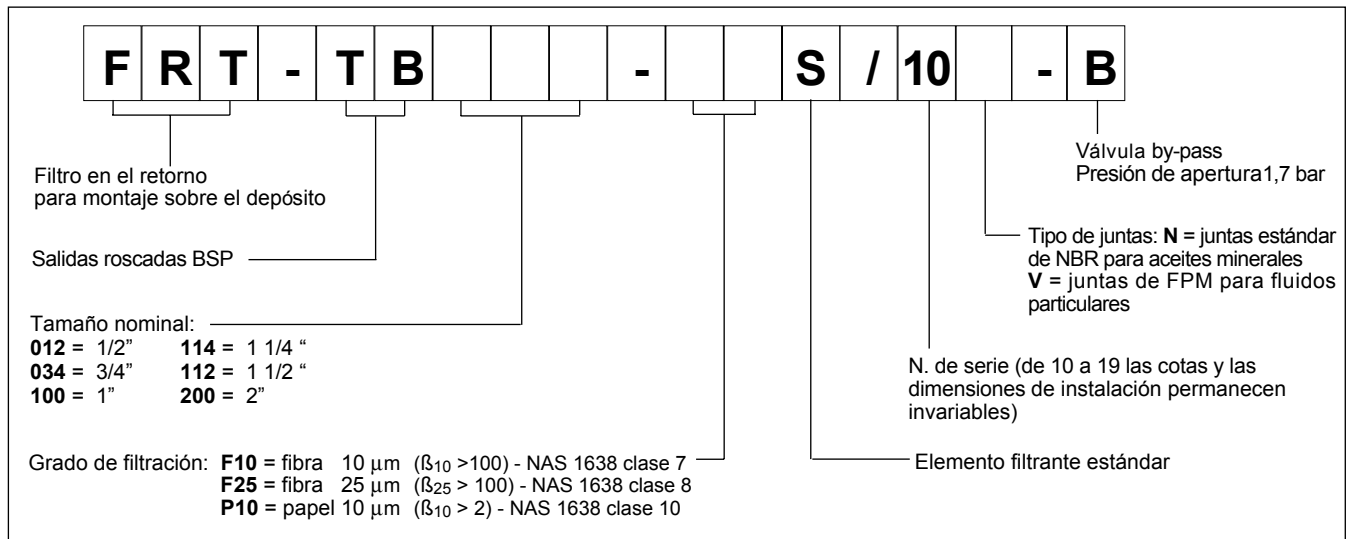 F R T - T B - S / 10 - B
Válvula by-pass
Presión de apertura1,7 bar
Filtro en el retorno
para montaje sobre el depósito
Tipo de juntas: N = juntas estándar
de NBR para aceites minerales
V = juntas de FPM para fluidos
particulares
Salidas roscadas BSP
Tamaño nominal:
012 = 1/2” 114 = 1 1/4 “
034 = 3/4” 112 = 1 1/2 “
100 = 1” 200 = 2”
N. de serie (de 10 a 19 las cotas y las
dimensiones de instalación permanecen
invariables)
Grado de filtración: F10 = fibra 10 µm (ß10 >100) - NAS 1638 clase 7
F25 = fibra 25 µm (ß25 > 100) - NAS 1638 clase 8
P10 = papel 10 µm (ß10 > 2) - NAS 1638 clase 10
Elemento filtrante estándar